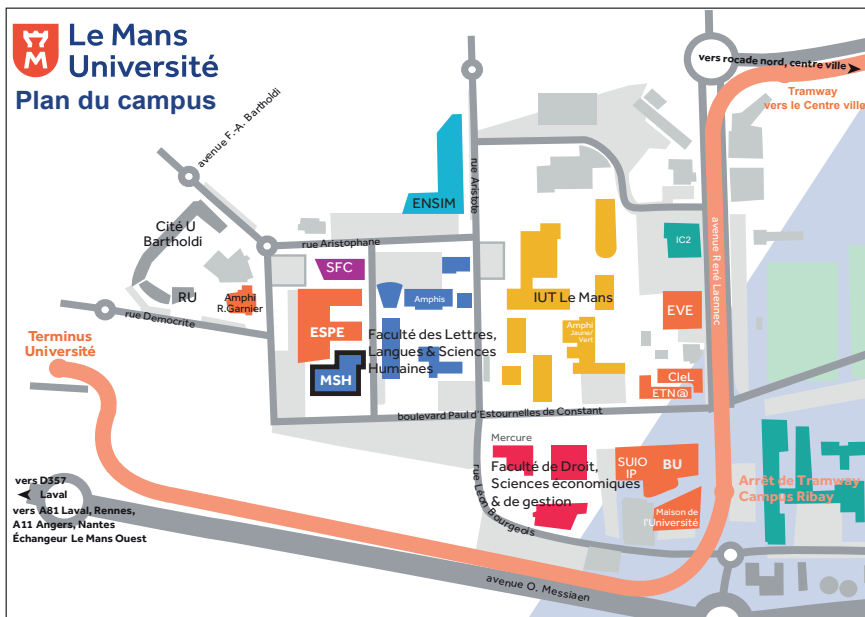 Le Mans
Université
Plan du campus
vers rocade nord, centre ville
Tramway
vers le Centre ville
avenue F.-A. Bartholdi
rue Aristote
ENSIM
Cité U
Bartholdi
rue Aristophane
IC2
avenue René Laennec
SFC
RU
Amphi
R.Garnier
Amphis
IUT Le Mans
EVE
rue Democrite
ESPE
Faculté des Lettres,
Langues & Sciences
Humaines
Amphi
Jaune/
Vert
Terminus
Université
MSH
CleL
ETN@
boulevard Paul d'Estournelles de Constant
Mercure
Faculté de Droit,
Sciences économiques
& de gestion
SUIO
IP
BU
rue Léon Bourgeois
Maison de
l'Université
Arrêt de Tramway
Campus Ribay
vers D357
Laval
vers A81 Laval, Rennes,
A11 Angers, Nantes
Échangeur Le Mans Ouest
avenue O. Messiaen